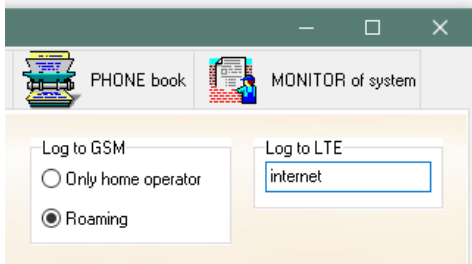 PHONE book MONITOR of system
Log to GSM Log to LTE
Only home operator internet
Roaming